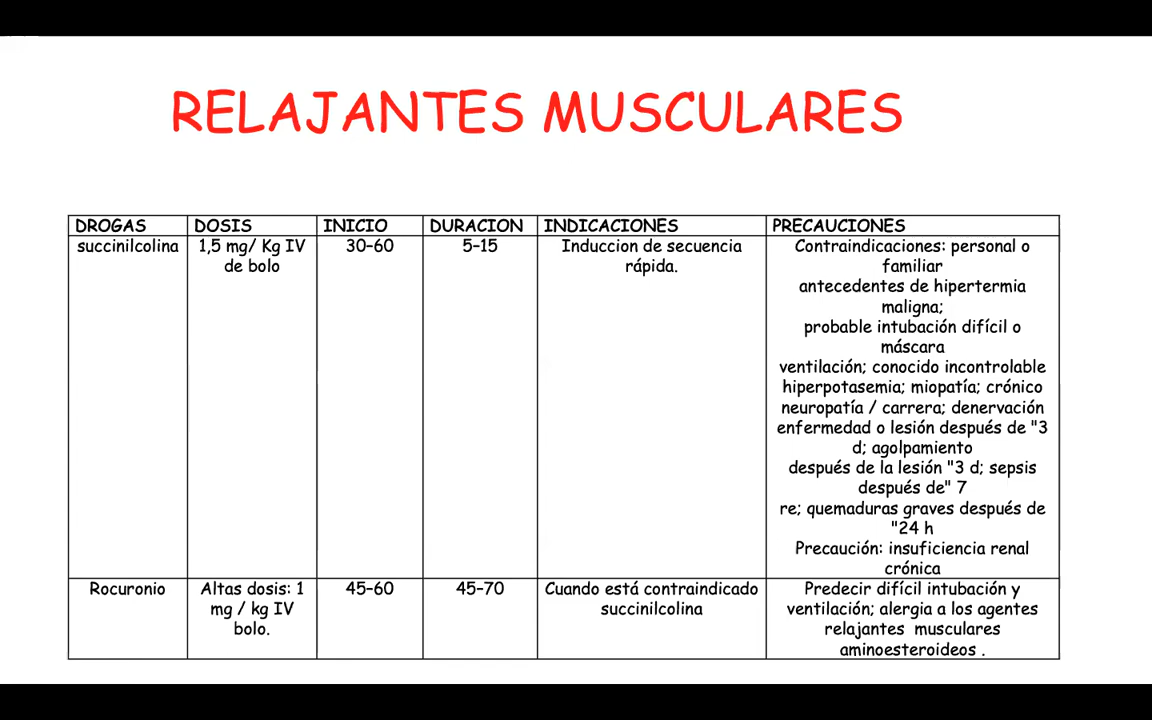 RELAJANTES MUSCULARES
DROGAS DOSIS INICIO DURACION INDICACIONES PRECAUCIONES
succinilcolina 1,5 mg/ Kg IV 30-60 5-15 Induccion de secuencia Contraindicaciones: personal o
de bolo rápida. familiar
antecedentes de hipertermia
maligna;
probable intubación difícil o
máscara
ventilación; conocido incontrolable
hiperpotasemia; miopatía; crónico
neuropatía / carrera; denervación
enfermedad o lesión después de "3
d; agolpamiento
después de la lesión "3 d; sepsis
después de" 7
re; quemaduras graves después de
"24 h
Precaución: insuficiencia renal
crónica
Rocuronio Altas dosis: 1 45-60 45-70 Cuando está contraindicado Predecir difícil intubación y
mg / kg IV succinilcolina ventilación; alergia a los agentes
bolo. relajantes musculares
aminoesteroideos .